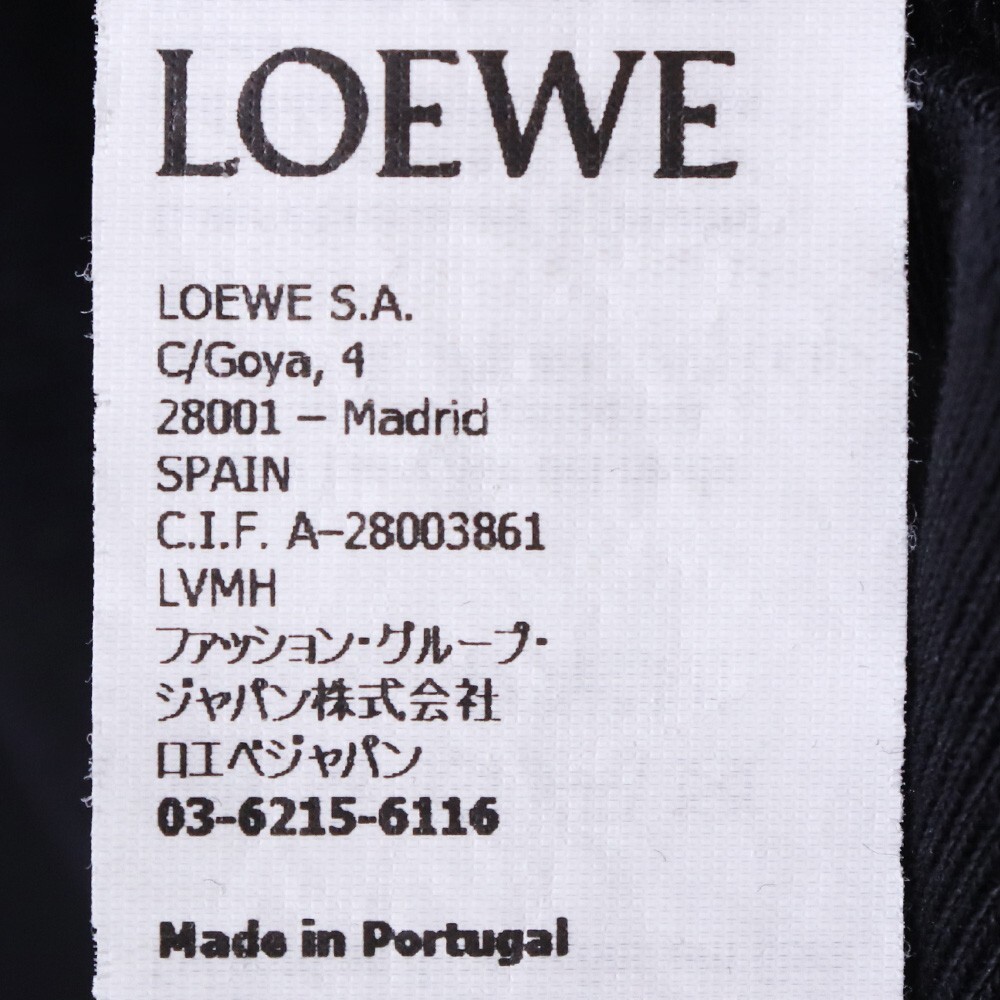 LOEWE
LOEWE S.A.
C/Goya, 4
28001 – Madrid
SPAIN
C.I.F. A–28003861
LVMH
ファッション・グループ・
ジャパン株式会社
ロエベジャパン
03-6215-6116
Made in Portugal